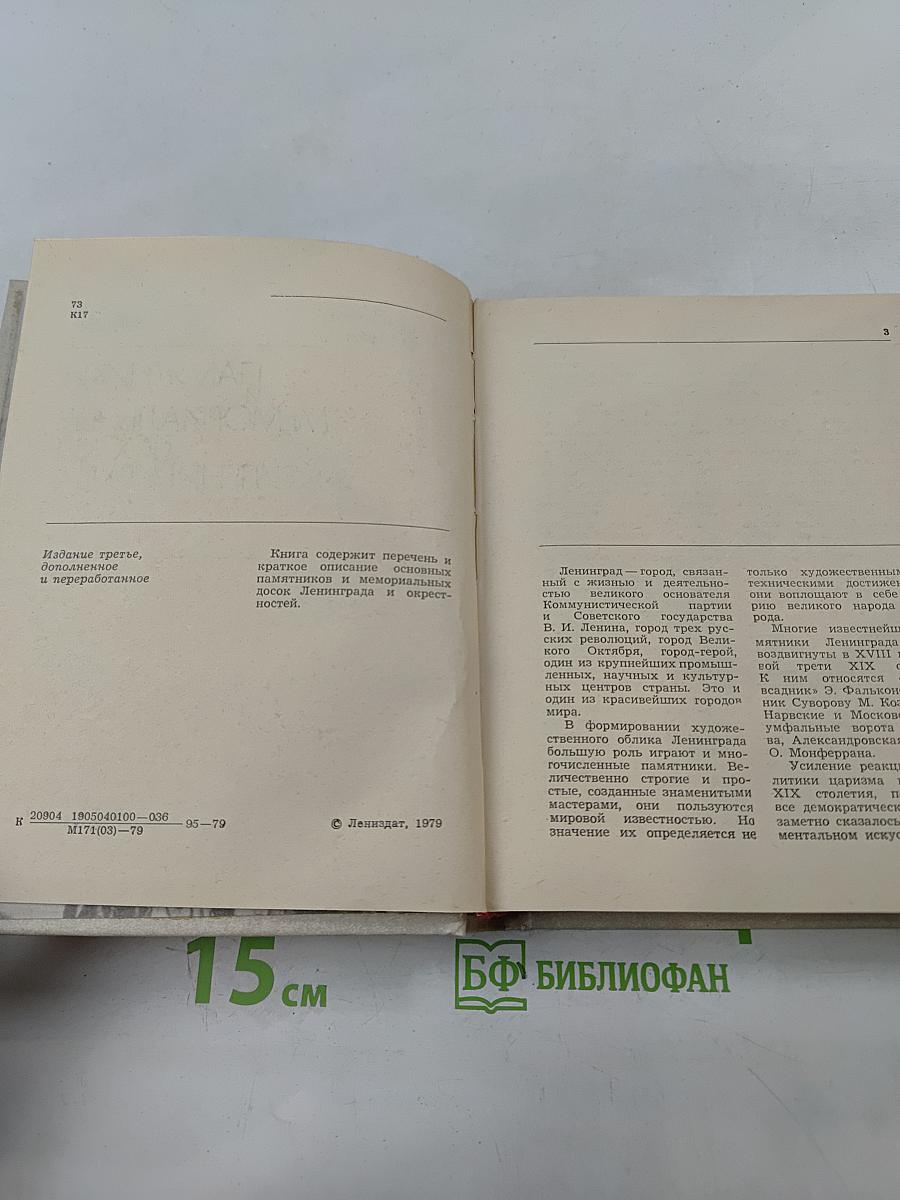 73
К17
Издание третье,
дополненное
и переработанное
Книга содержит перечень и
краткое описание основных
памятников и мемориальных
досок Ленинграда и окрест-
ностей.
К 20904 1905040100—036
М171(03)—79
95—79
© Лениздат, 1979
3
Ленинград — город, связан-
ный с жизнью и деятельно-
стью великого основателя
Коммунистической партии
и Советского государства
В. И. Ленина, город трех рус-
ских революций, город Вели-
кого Октября, город-герой,
один из крупнейших промыш-
ленных, научных и культур-
ных центров страны. Это и
один из красивейших городов
мира.
В формировании художе-
ственного облика Ленинграда
большую роль играют и мно-
гочисленные памятники. Ве-
личественно строгие и про-
стые, созданные знаменитыми
мастерами, они пользуются
мировой известностью. Но
значение их определяется не
только художественным
техническими достижен
они воплощают в себе
рию великого народа
рода.
Многие известнейш
мятники Ленинграда
воздвигнуты в XVIII
вой трети XIX
К ним относятся
всадник» Э. Фальконе
ник Суворову М. Коз
Нарвские и Московс
умфальные ворота
ва, Александровская
О. Монферрана.
Усиление реакц
литики царизма
XIX столетия, п
все демократическ
заметно сказалось
ментальном искус
15 см
БФ БИБЛИОФАН